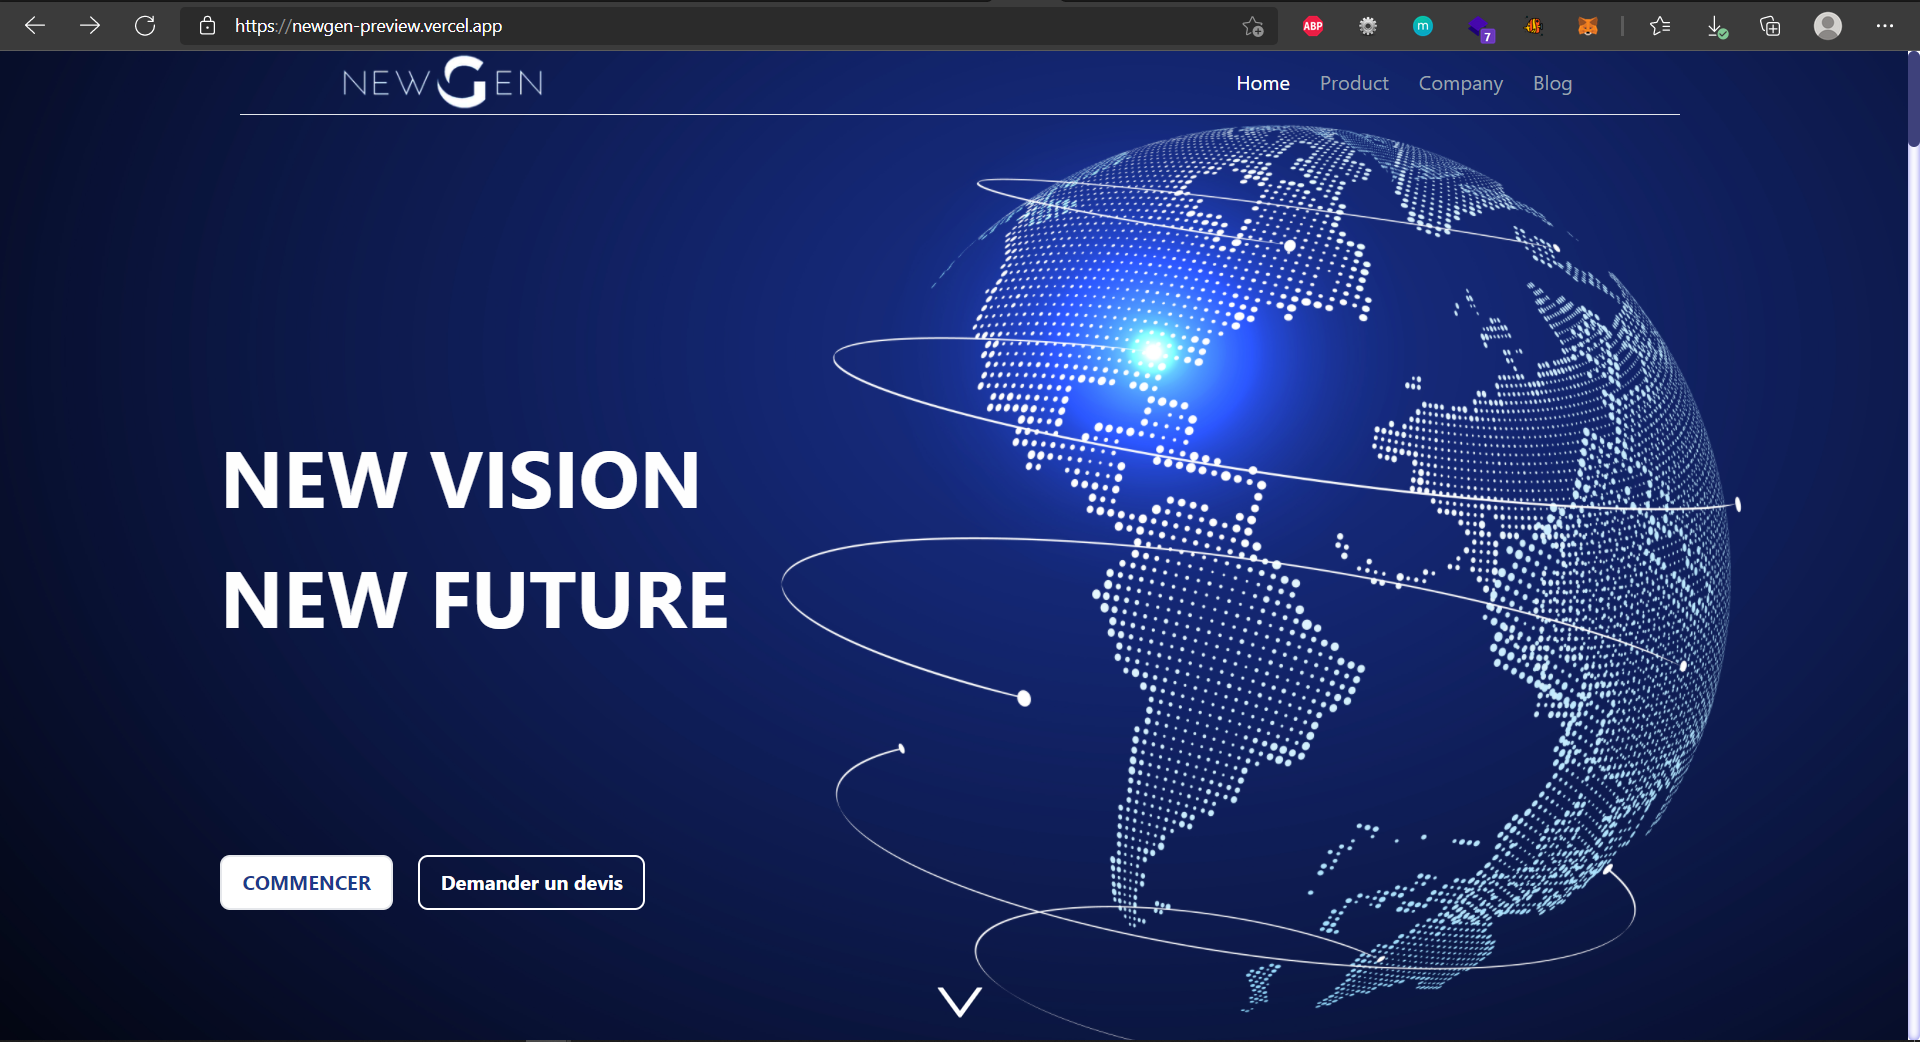 https://newgen-preview.vercel.app
ABP
m
7
NEWGEN
Home Product Company Blog
NEW VISION
NEW FUTURE
COMMENCER Demander un devis